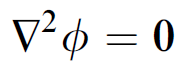 ∇²ϕ = 0